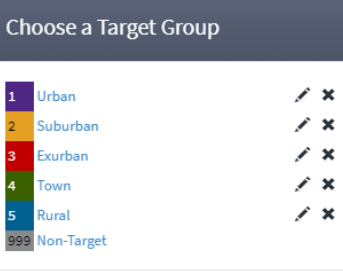 Choose a Target Group
1 Urban
2 Suburban
3 Exurban
4 Town
5 Rural
999 Non-Target